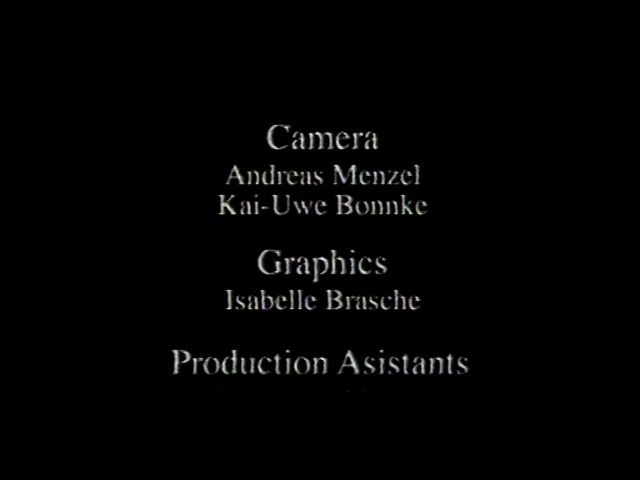 Camera
Andreas Menzel
Kai-Uwe Bonnke
Graphics
Isabelle Brasche
Production Asistants